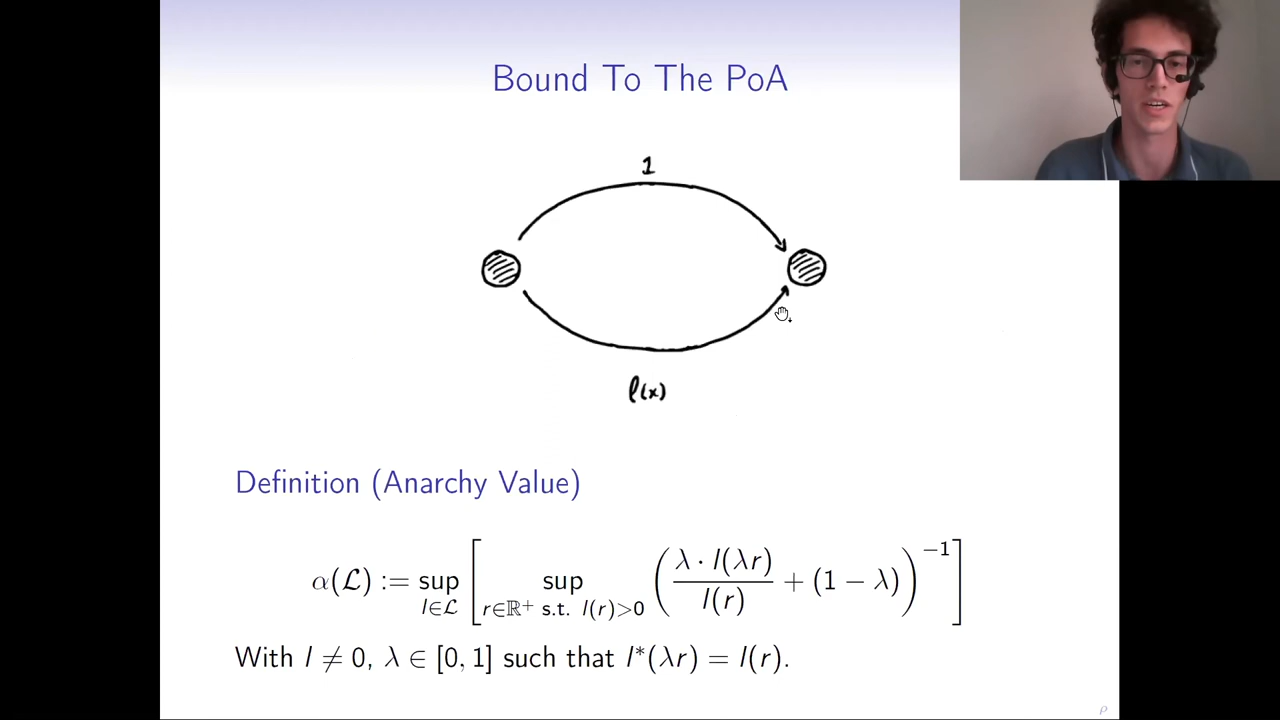 Bound To The PoA
1
ℓ(x)
Definition (Anarchy Value)
α(ℒ) := sup_{l∈ℒ} [ sup_{r∈ℝ⁺ s.t. l(r)>0} ( λ · l(λr) / l(r) + (1 − λ) )⁻¹ ]
With l ≠ 0, λ ∈ [0, 1] such that l*(λr) = l(r).
ρ